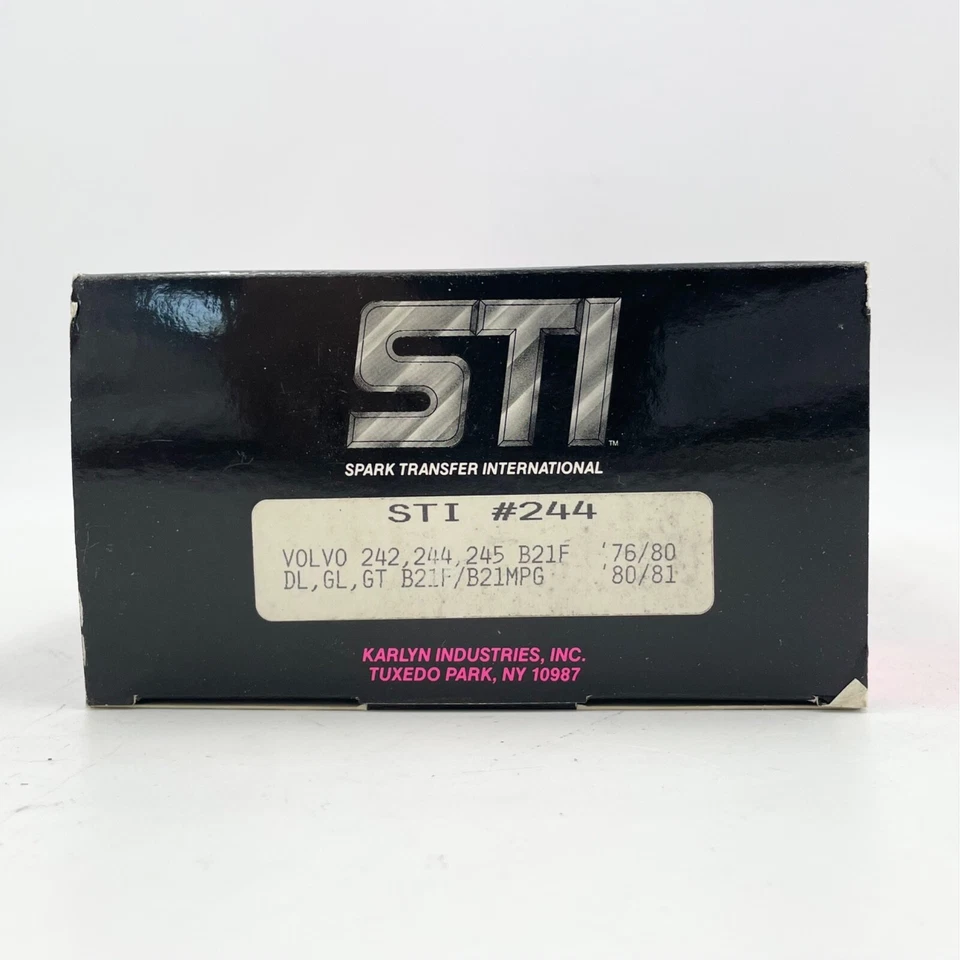 STI™
SPARK TRANSFER INTERNATIONAL
STI #244
VOLVO 242,244,245 B21F '76/80
DL,GL,GT B21F/B21MPG '80/81
KARLYN INDUSTRIES, INC.
TUXEDO PARK, NY 10987